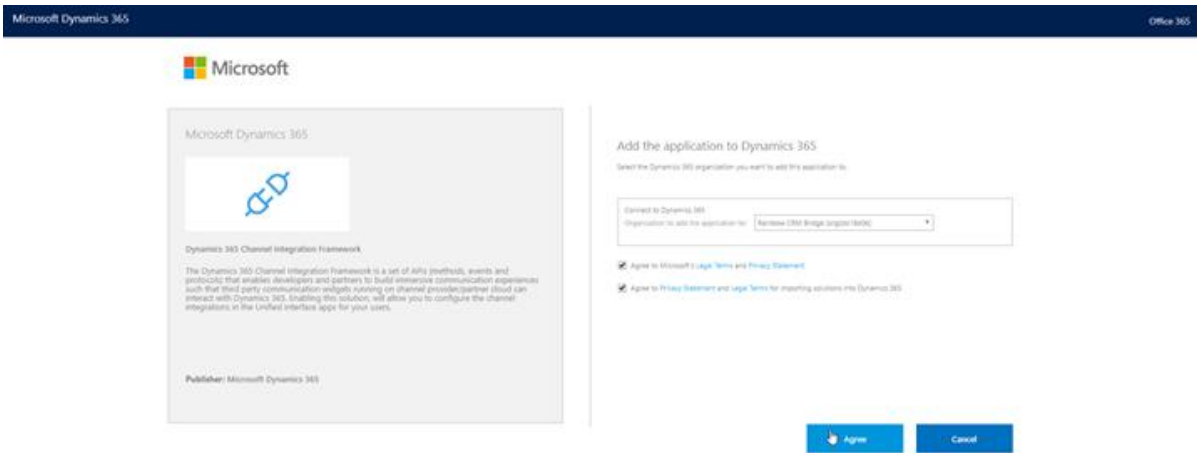 Microsoft Dynamics 365
Office 365
Microsoft
Microsoft Dynamics 365
Dynamics 365 Channel Integration Framework
The Dynamics 365 Channel Integration Framework is a set of APIs (methods, events and
protocols) that enables developers and partners to build immersive communication experiences
such that third party communication widgets running on channel provider/partner cloud can
interact with Dynamics 365. Enabling this solution, will allow you to configure the channel
integrations in the Unified Interface apps for your users.
Publisher: Microsoft Dynamics 365
Add the application to Dynamics 365
Select the Dynamics 365 organization you want to add this application to:
Connect to Dynamics 365
Organization to add the application to: Rainbow CRM Bridge
Agree to Microsoft's Legal Terms and Privacy Statement
Agree to Privacy Statement and Legal Terms for importing solutions into Dynamics 365
Agree
Cancel